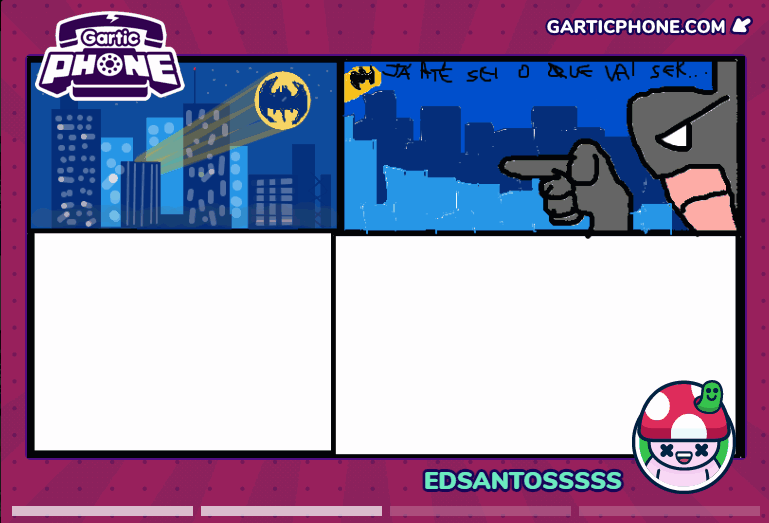 Gartic
PHONE
GARTICPHONE.COM
JÁ ATÉ SEI O QUE VAI SER...
EDSANTOSSSSS